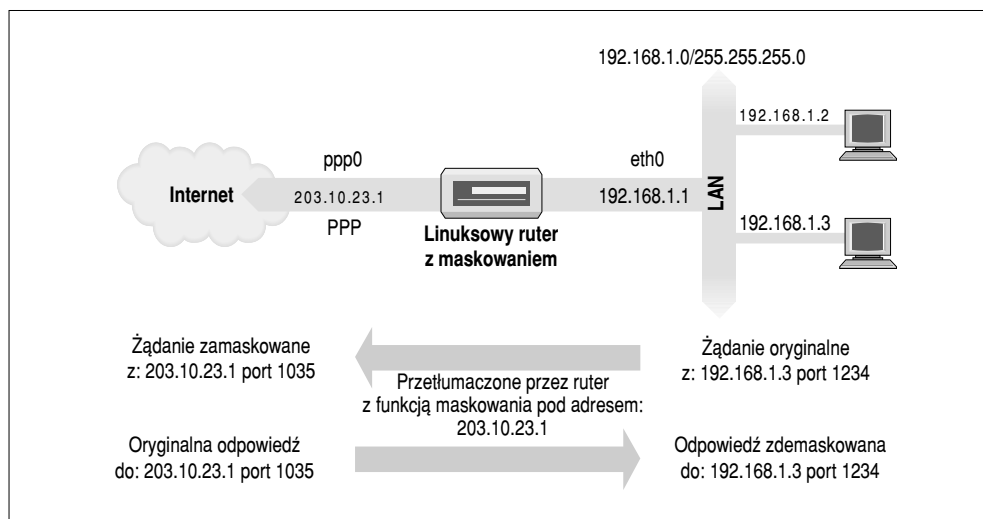 192.168.1.0/255.255.255.0
192.168.1.2
ppp0
eth0
Internet
203.10.23.1
192.168.1.1
LAN
PPP
192.168.1.3
Linuksowy ruter
z maskowaniem
Żądanie zamaskowane
z: 203.10.23.1 port 1035
Żądanie oryginalne
z: 192.168.1.3 port 1234
Przetłumaczone przez ruter
z funkcją maskowania pod adresem:
203.10.23.1
Oryginalna odpowiedź
do: 203.10.23.1 port 1035
Odpowiedź zdemaskowana
do: 192.168.1.3 port 1234